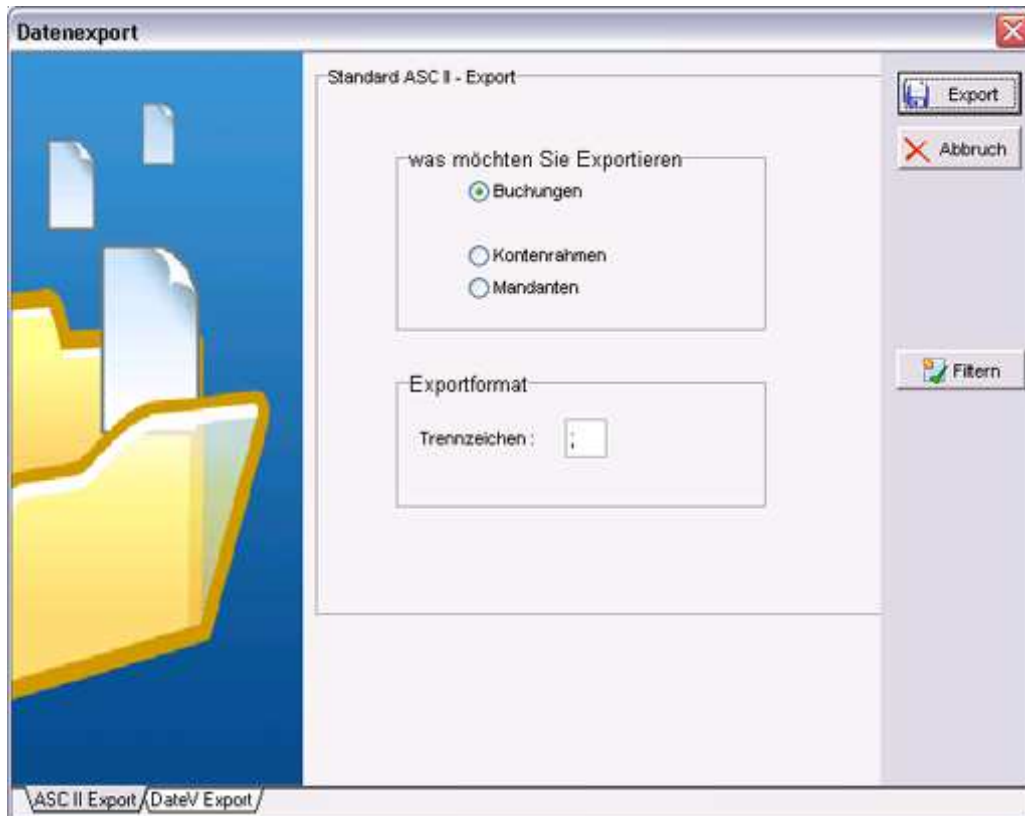 Datenexport
Standard ASC II - Export
Export
Abbruch
was möchten Sie Exportieren
Buchungen
Kontenrahmen
Mandanten
Filtern
Exportformat
Trennzeichen :
;
ASC II Export
DateV Export